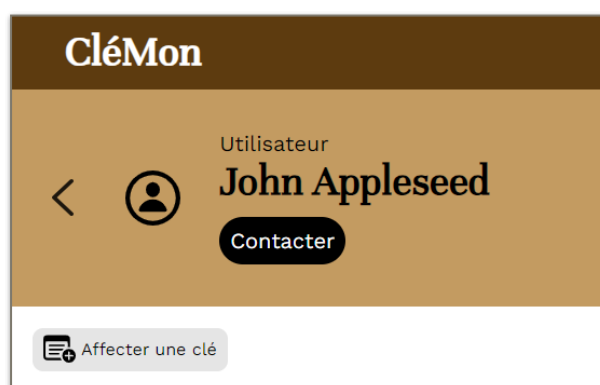 CléMon
Utilisateur
John Appleseed
Contacter
Affecter une clé